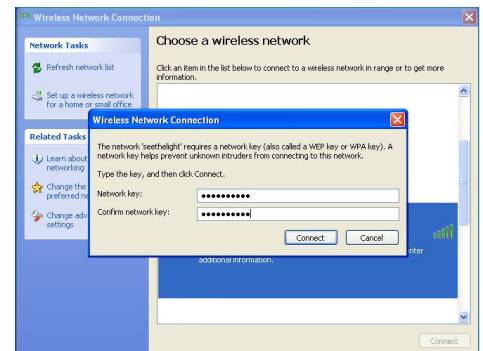 Wireless Network Connection
Network Tasks
Refresh network list
Set up a wireless network
for a home or small office
Related Tasks
Learn about
networking
Change the
preferred ne
Change adv
settings
Choose a wireless network
Click an item in the list below to connect to a wireless network in range or to get more
information.
Wireless Network Connection
The network 'seethelight' requires a network key (also called a WEP key or WPA key). A
network key helps prevent unknown intruders from connecting to this network.
Type the key, and then click Connect.
Network key:
••••••••••
Confirm network key:
••••••••••
Connect
Cancel
nter
additional information.
Connect